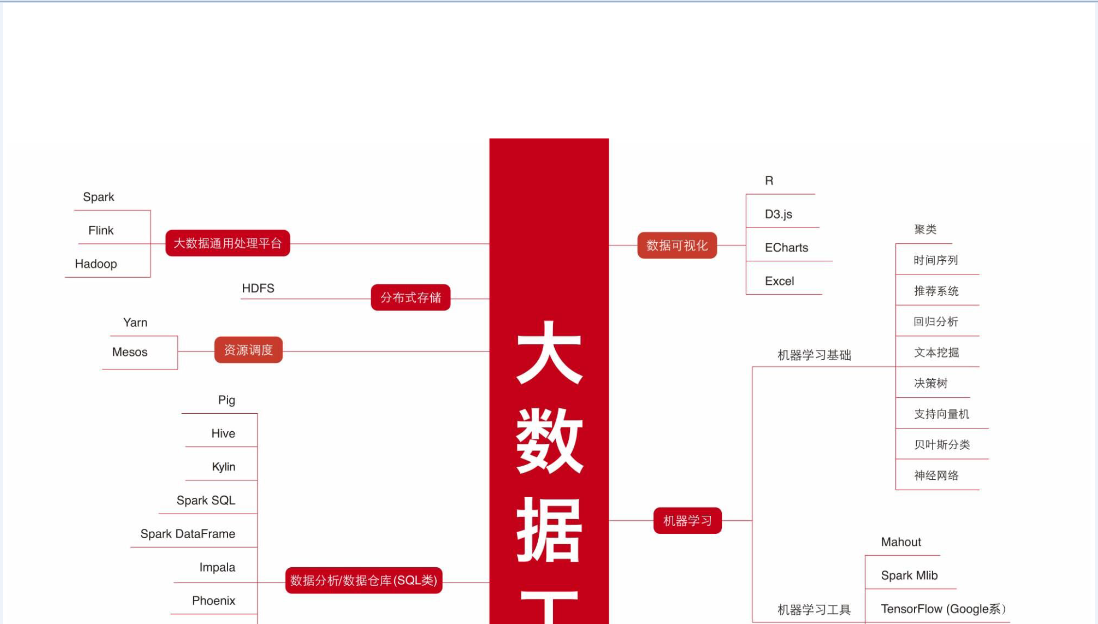 Spark
Flink
Hadoop
大数据通用处理平台
HDFS
分布式存储
Yarn
Mesos
资源调度
Pig
Hive
Kylin
Spark SQL
Spark DataFrame
Impala
Phoenix
数据分析/数据仓库(SQL类)
大
数
据
R
D3.js
ECharts
Excel
数据可视化
聚类
时间序列
推荐系统
回归分析
文本挖掘
决策树
支持向量机
贝叶斯分类
神经网络
机器学习基础
机器学习
Mahout
Spark Mlib
TensorFlow (Google系）
机器学习工具